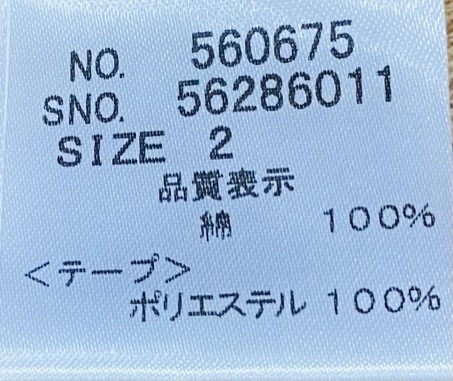 NO. 560675
SNO. 56286011
SIZE 2
品質表示
綿 100%
<テープ>
ポリエステル 100%